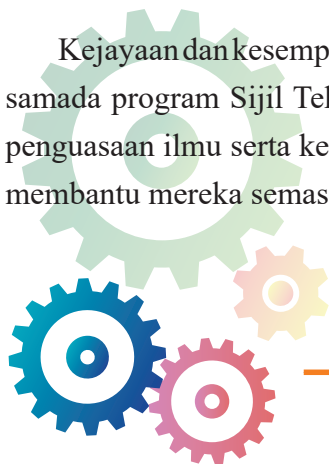 Kejayaan dan kesemp
samada program Sijil Tek
penguasaan ilmu serta ke
membantu mereka semas